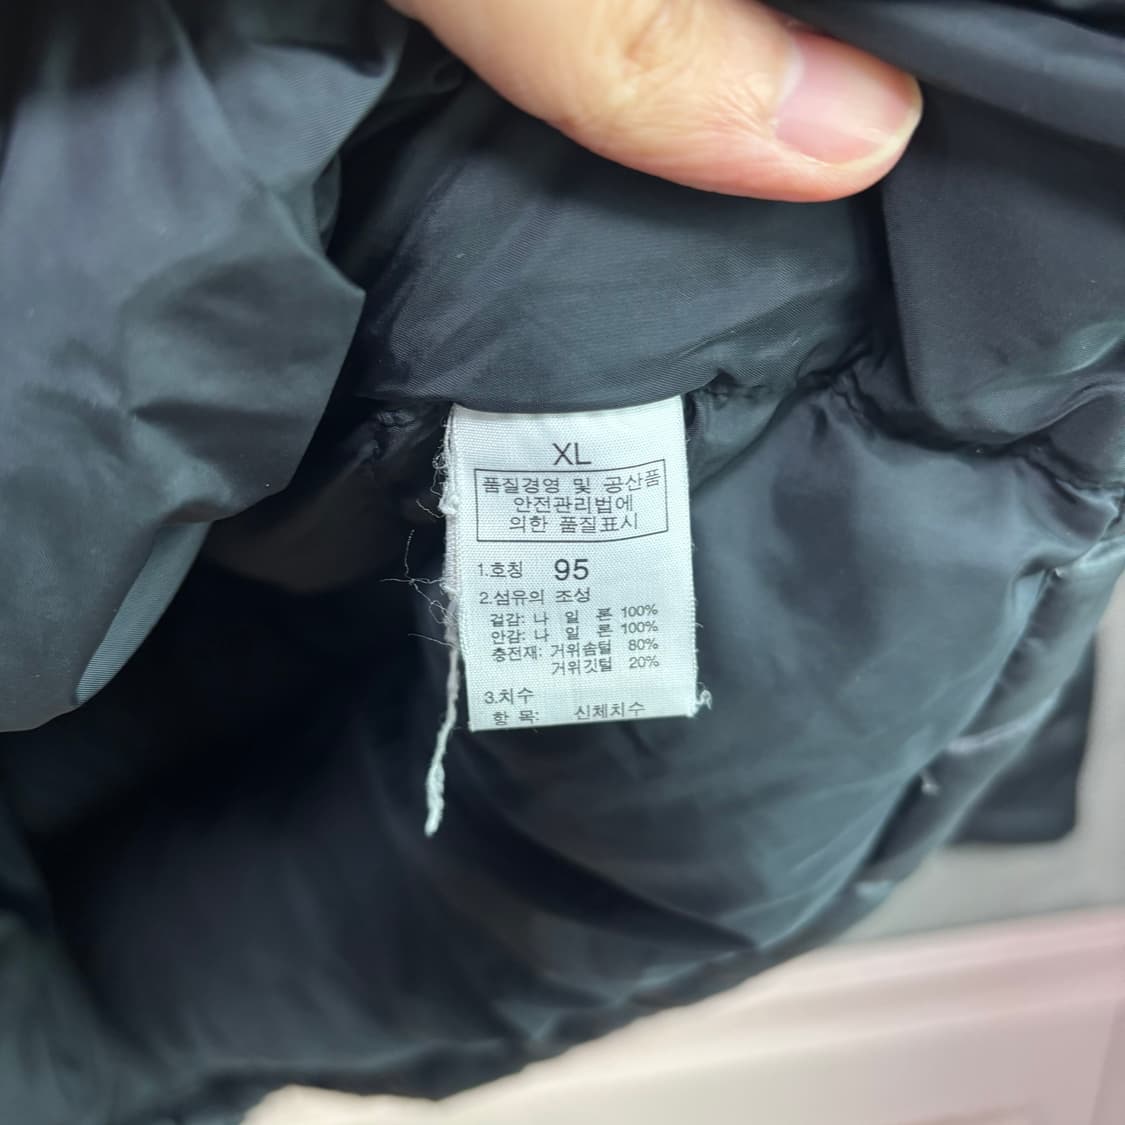 XL
품질경영 및 공산품
안전관리법에
의한 품질표시
1.호칭 95
2.섬유의 조성
겉감: 나 일 론 100%
안감: 나 일 론 100%
충전재: 거위솜털 80%
거위깃털 20%
3.치수
항 목: 신체치수